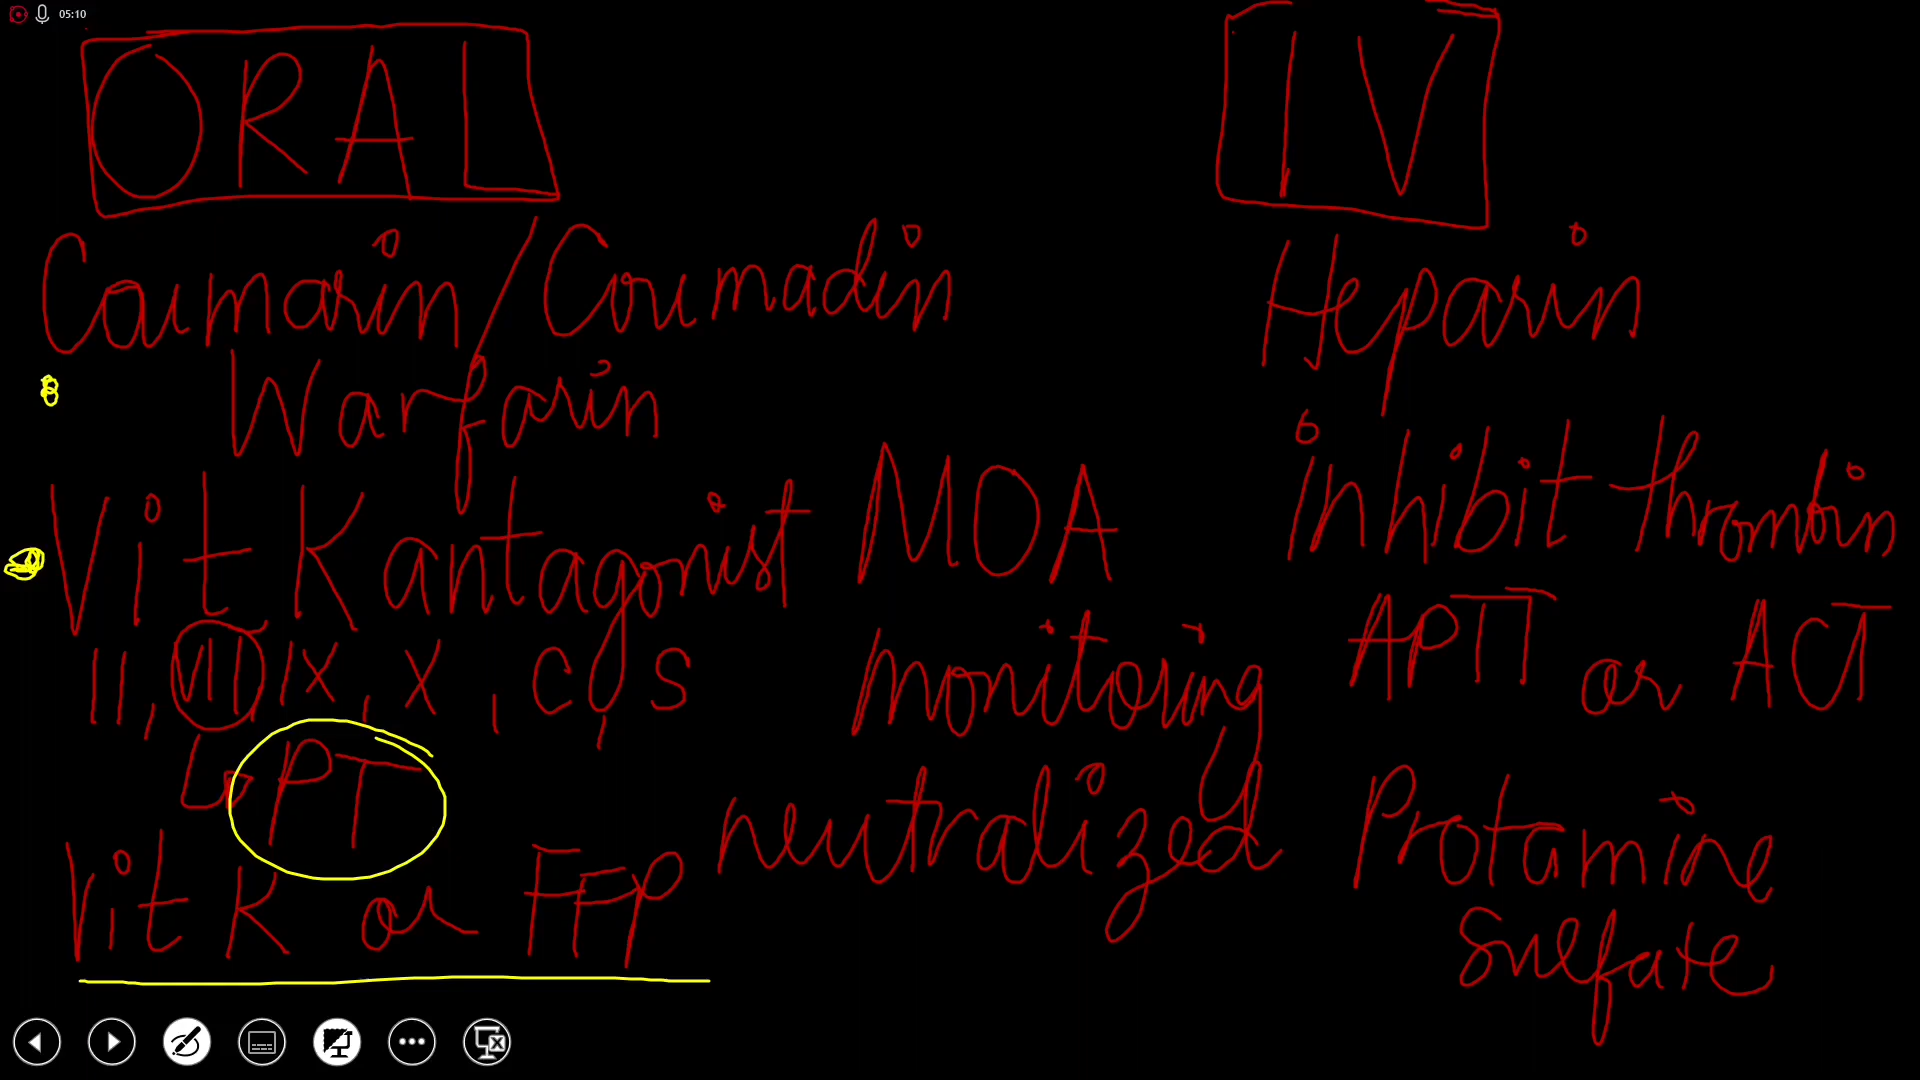 05:10
ORAL IV
Coumarin/Coumadin Heparin
Warfarin
Vit K antagonist MOA inhibit thrombin
II, VII, IX, X, C, S monitoring APTT or ACT
PT
Vit K or FFP neutralized Protamine
Sulfate